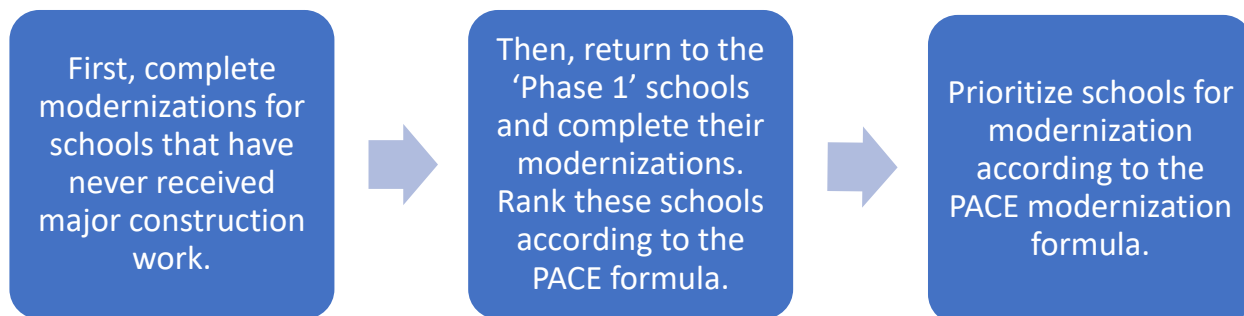 First, complete
modernizations for
schools that have
never received
major construction
work.
Then, return to the
‘Phase 1’ schools
and complete their
modernizations.
Rank these schools
according to the
PACE formula.
Prioritize schools for
modernization
according to the
PACE modernization
formula.